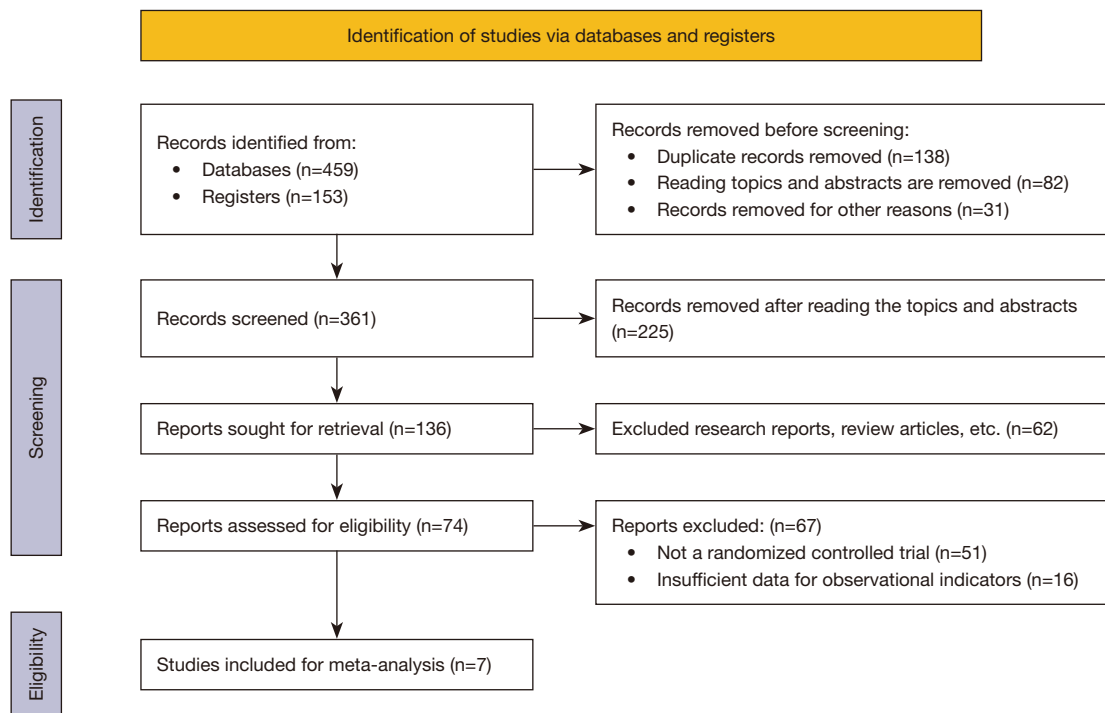 Identification of studies via databases and registers
Identification
Records identified from:
• Databases (n=459)
• Registers (n=153)
Records removed before screening:
• Duplicate records removed (n=138)
• Reading topics and abstracts are removed (n=82)
• Records removed for other reasons (n=31)
Screening
Records screened (n=361)
Records removed after reading the topics and abstracts
(n=225)
Reports sought for retrieval (n=136)
Excluded research reports, review articles, etc. (n=62)
Reports assessed for eligibility (n=74)
Reports excluded: (n=67)
• Not a randomized controlled trial (n=51)
• Insufficient data for observational indicators (n=16)
Eligibility
Studies included for meta-analysis (n=7)